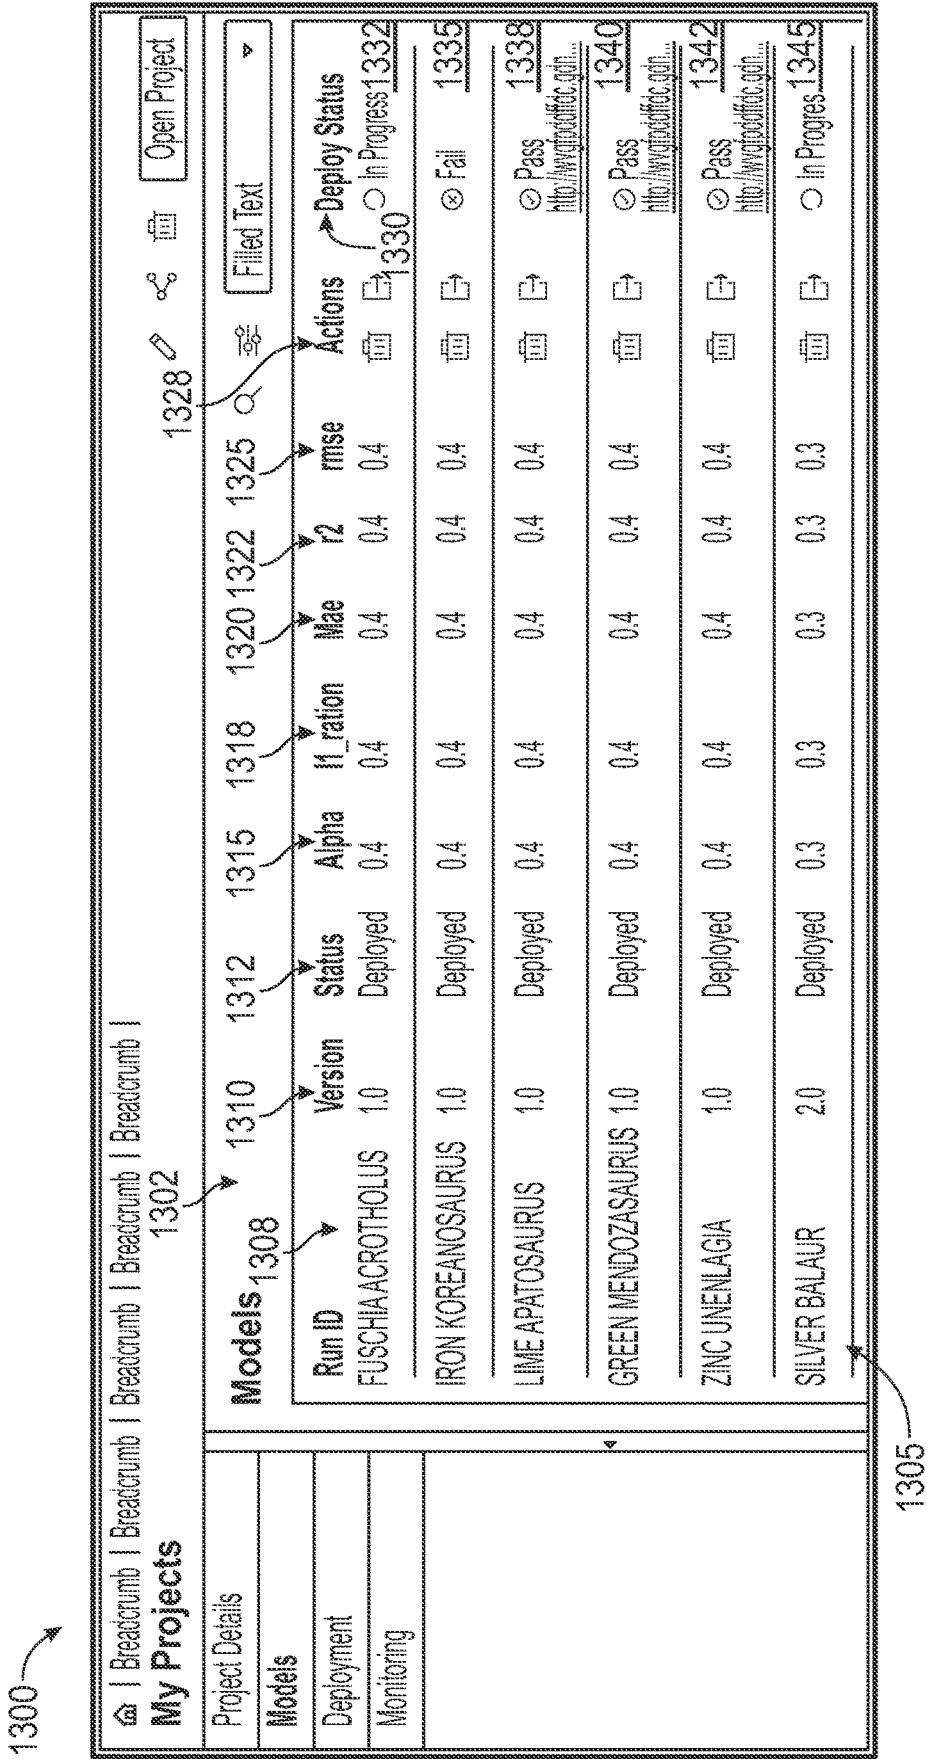 1300
| Breadcrumb | Breadcrumb | Breadcrumb | Breadcrumb | Breadcrumb |
My Projects
Open Project
1302
1328
Project Details
Models
Deployment
Monitoring
Models
Filled Text
1308
1310
1312
1315
1318
1320
1322
1325
Run ID Version Status Alpha l1_ration Mae r2 rmse Actions Deploy Status
1330
FUSCHIA ACROTHOLUS 1.0 Deployed 0.4 0.4 0.4 0.4 0.4 In Progress 1332
IRON KOREANOSAURUS 1.0 Deployed 0.4 0.4 0.4 0.4 0.4 Fail 1335
LIME APATOSAURUS 1.0 Deployed 0.4 0.4 0.4 0.4 0.4 Pass 1338
GREEN MENDOZASAURUS 1.0 Deployed 0.4 0.4 0.4 0.4 0.4 Pass 1340
ZINC UNENLAGIA 1.0 Deployed 0.4 0.4 0.4 0.4 0.4 Pass 1342
SILVER BALAUR 2.0 Deployed 0.3 0.3 0.3 0.3 0.3 In Progres... 1345
1305